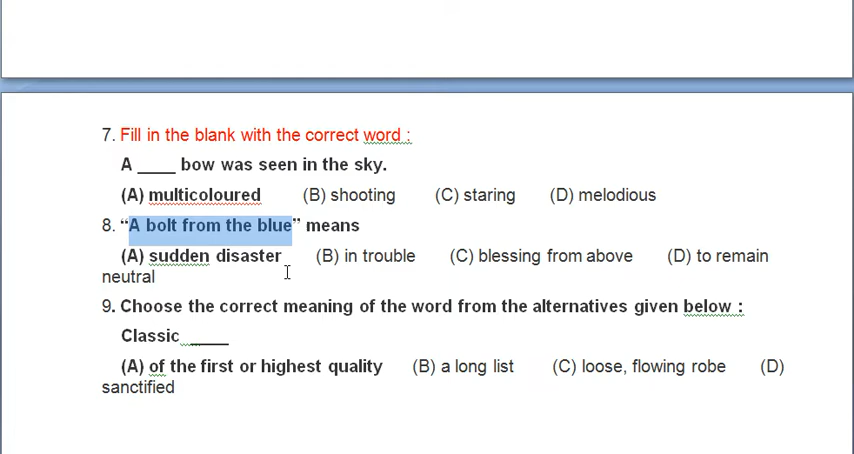 7. Fill in the blank with the correct word :
A ____ bow was seen in the sky.
(A) multicoloured (B) shooting (C) staring (D) melodious
8. “A bolt from the blue” means
(A) sudden disaster (B) in trouble (C) blessing from above (D) to remain
neutral
9. Choose the correct meaning of the word from the alternatives given below :
Classic ____
(A) of the first or highest quality (B) a long list (C) loose, flowing robe (D)
sanctified